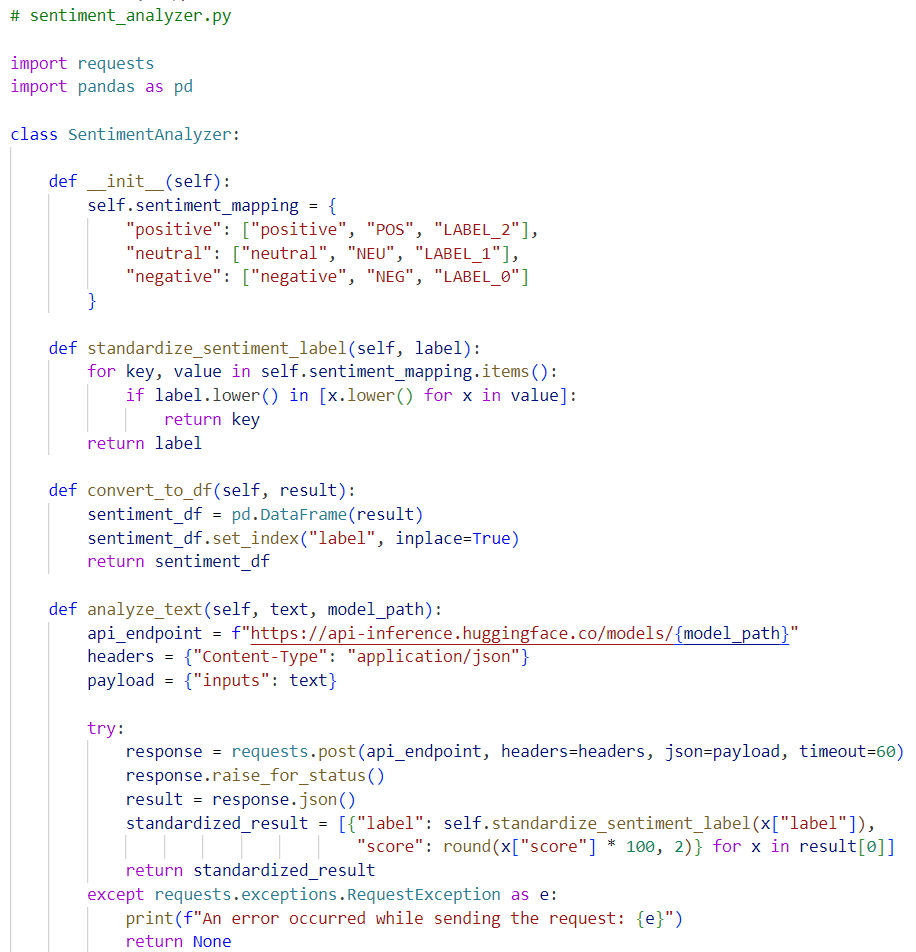 # sentiment_analyzer.py
import requests
import pandas as pd
class SentimentAnalyzer:
def __init__(self):
self.sentiment_mapping = {
"positive": ["positive", "POS", "LABEL_2"],
"neutral": ["neutral", "NEU", "LABEL_1"],
"negative": ["negative", "NEG", "LABEL_0"]
}
def standardize_sentiment_label(self, label):
for key, value in self.sentiment_mapping.items():
if label.lower() in [x.lower() for x in value]:
return key
return label
def convert_to_df(self, result):
sentiment_df = pd.DataFrame(result)
sentiment_df.set_index("label", inplace=True)
return sentiment_df
def analyze_text(self, text, model_path):
api_endpoint = f"https://api-inference.huggingface.co/models/{model_path}"
headers = {"Content-Type": "application/json"}
payload = {"inputs": text}
try:
response = requests.post(api_endpoint, headers=headers, json=payload, timeout=60)
response.raise_for_status()
result = response.json()
standardized_result = [{"label": self.standardize_sentiment_label(x["label"]),
"score": round(x["score"] * 100, 2)} for x in result[0]]
return standardized_result
except requests.exceptions.RequestException as e:
print(f"An error occurred while sending the request: {e}")
return None